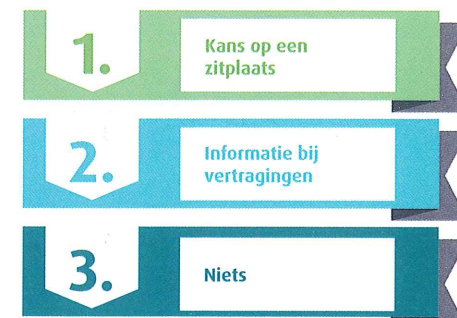 1.
Kans op een
zitplaats
2.
Informatie bij
vertragingen
3.
Niets